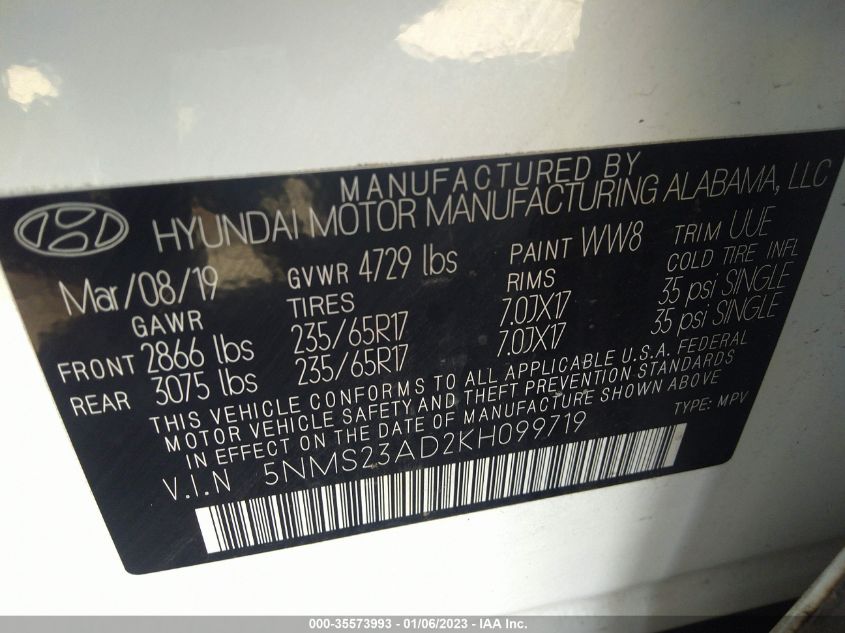 MANUFACTURED BY
HYUNDAI MOTOR MANUFACTURING ALABAMA, LLC
Mar/08/19 GVWR 4729 lbs PAINT WW8 TRIM UUE
GAWR TIRES RIMS COLD TIRE INFL
FRONT 2866 lbs 235/65R17 7.0JX17 35 psi SINGLE
REAR 3075 lbs 235/65R17 7.0JX17 35 psi SINGLE
THIS VEHICLE CONFORMS TO ALL APPLICABLE U.S.A. FEDERAL
MOTOR VEHICLE SAFETY AND THEFT PREVENTION STANDARDS
IN EFFECT ON THE DATE OF MANUFACTURE SHOWN ABOVE
V.I.N 5NMS23AD2KH099719 TYPE: MPV
000-35573993 - 01/06/2023 - IAA Inc.